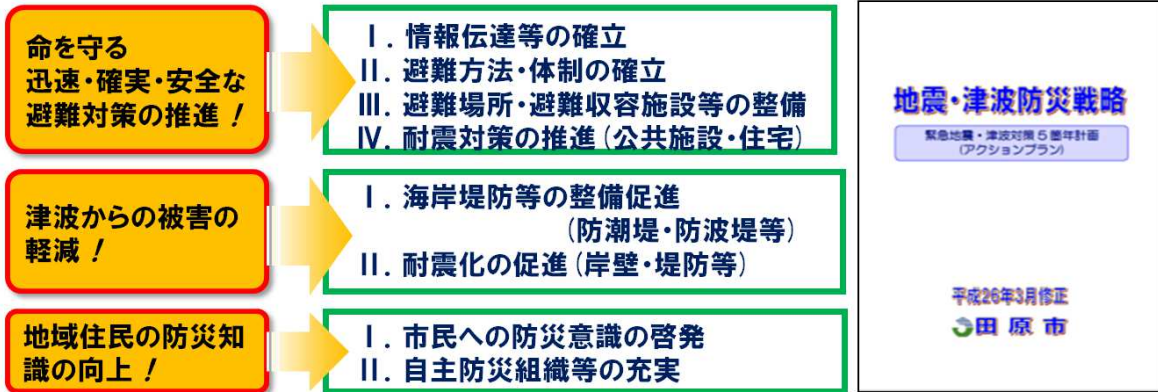 命を守る
迅速・確実・安全な
避難対策の推進!
Ⅰ. 情報伝達等の確立
Ⅱ. 避難方法・体制の確立
Ⅲ. 避難場所・避難収容施設等の整備
Ⅳ. 耐震対策の推進(公共施設・住宅)
津波からの被害の
軽減!
Ⅰ. 海岸堤防等の整備促進
(防潮堤・防波堤等)
Ⅱ. 耐震化の促進(岸壁・堤防等)
地域住民の防災知
識の向上!
Ⅰ. 市民への防災意識の啓発
Ⅱ. 自主防災組織等の充実
地震・津波防災戦略
緊急地震・津波対策5箇年計画
(アクションプラン)
平成26年3月修正
田原市